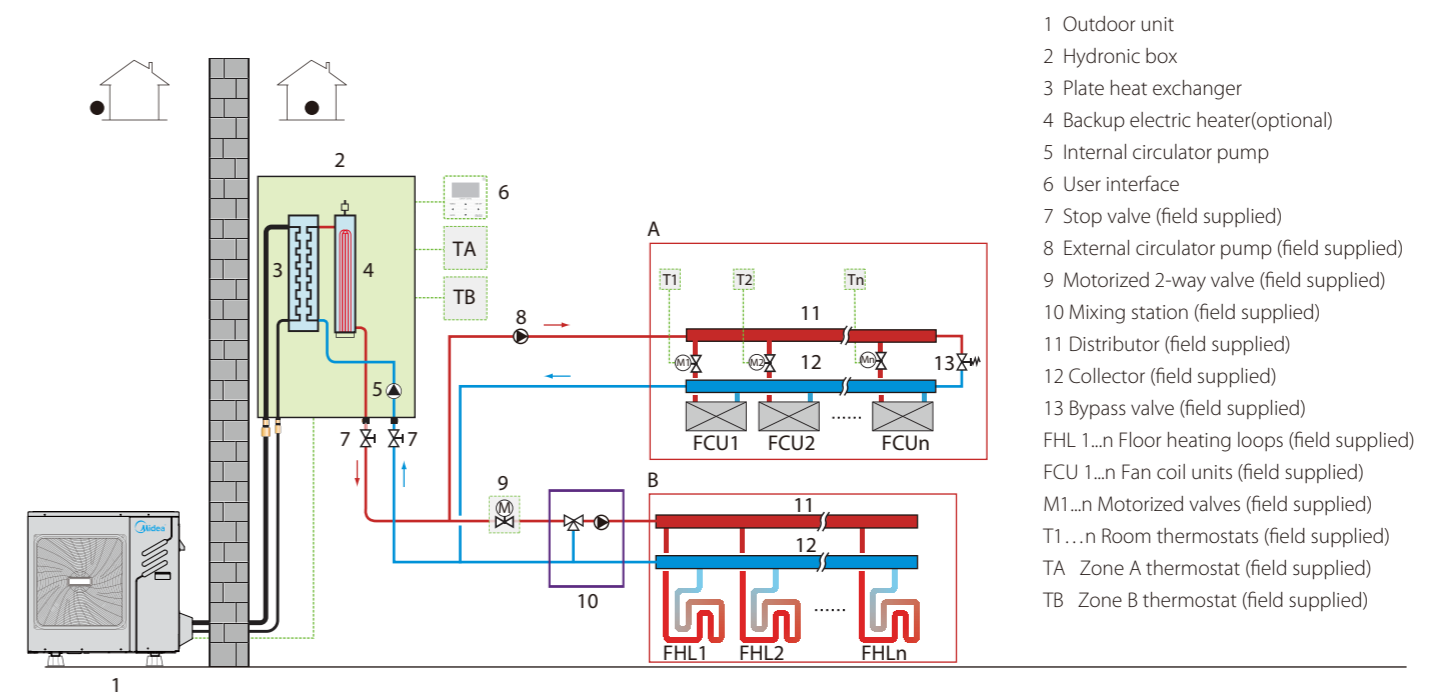 1 Outdoor unit
2 Hydronic box
3 Plate heat exchanger
4 Backup electric heater(optional)
5 Internal circulator pump
6 User interface
7 Stop valve (field supplied)
8 External circulator pump (field supplied)
9 Motorized 2-way valve (field supplied)
10 Mixing station (field supplied)
11 Distributor (field supplied)
12 Collector (field supplied)
13 Bypass valve (field supplied)
FHL 1...n Floor heating loops (field supplied)
FCU 1...n Fan coil units (field supplied)
M1...n Motorized valves (field supplied)
T1...n Room thermostats (field supplied)
TA Zone A thermostat (field supplied)
TB Zone B thermostat (field supplied)
2
6
3
4
TA
TB
5
7
7
A
T1
T2
Tn
8
11
M1
M2
Mn
12
13
FCU1
FCU2
......
FCUn
9
M
10
B
11
12
......
FHL1
FHL2
FHLn
Midea
1